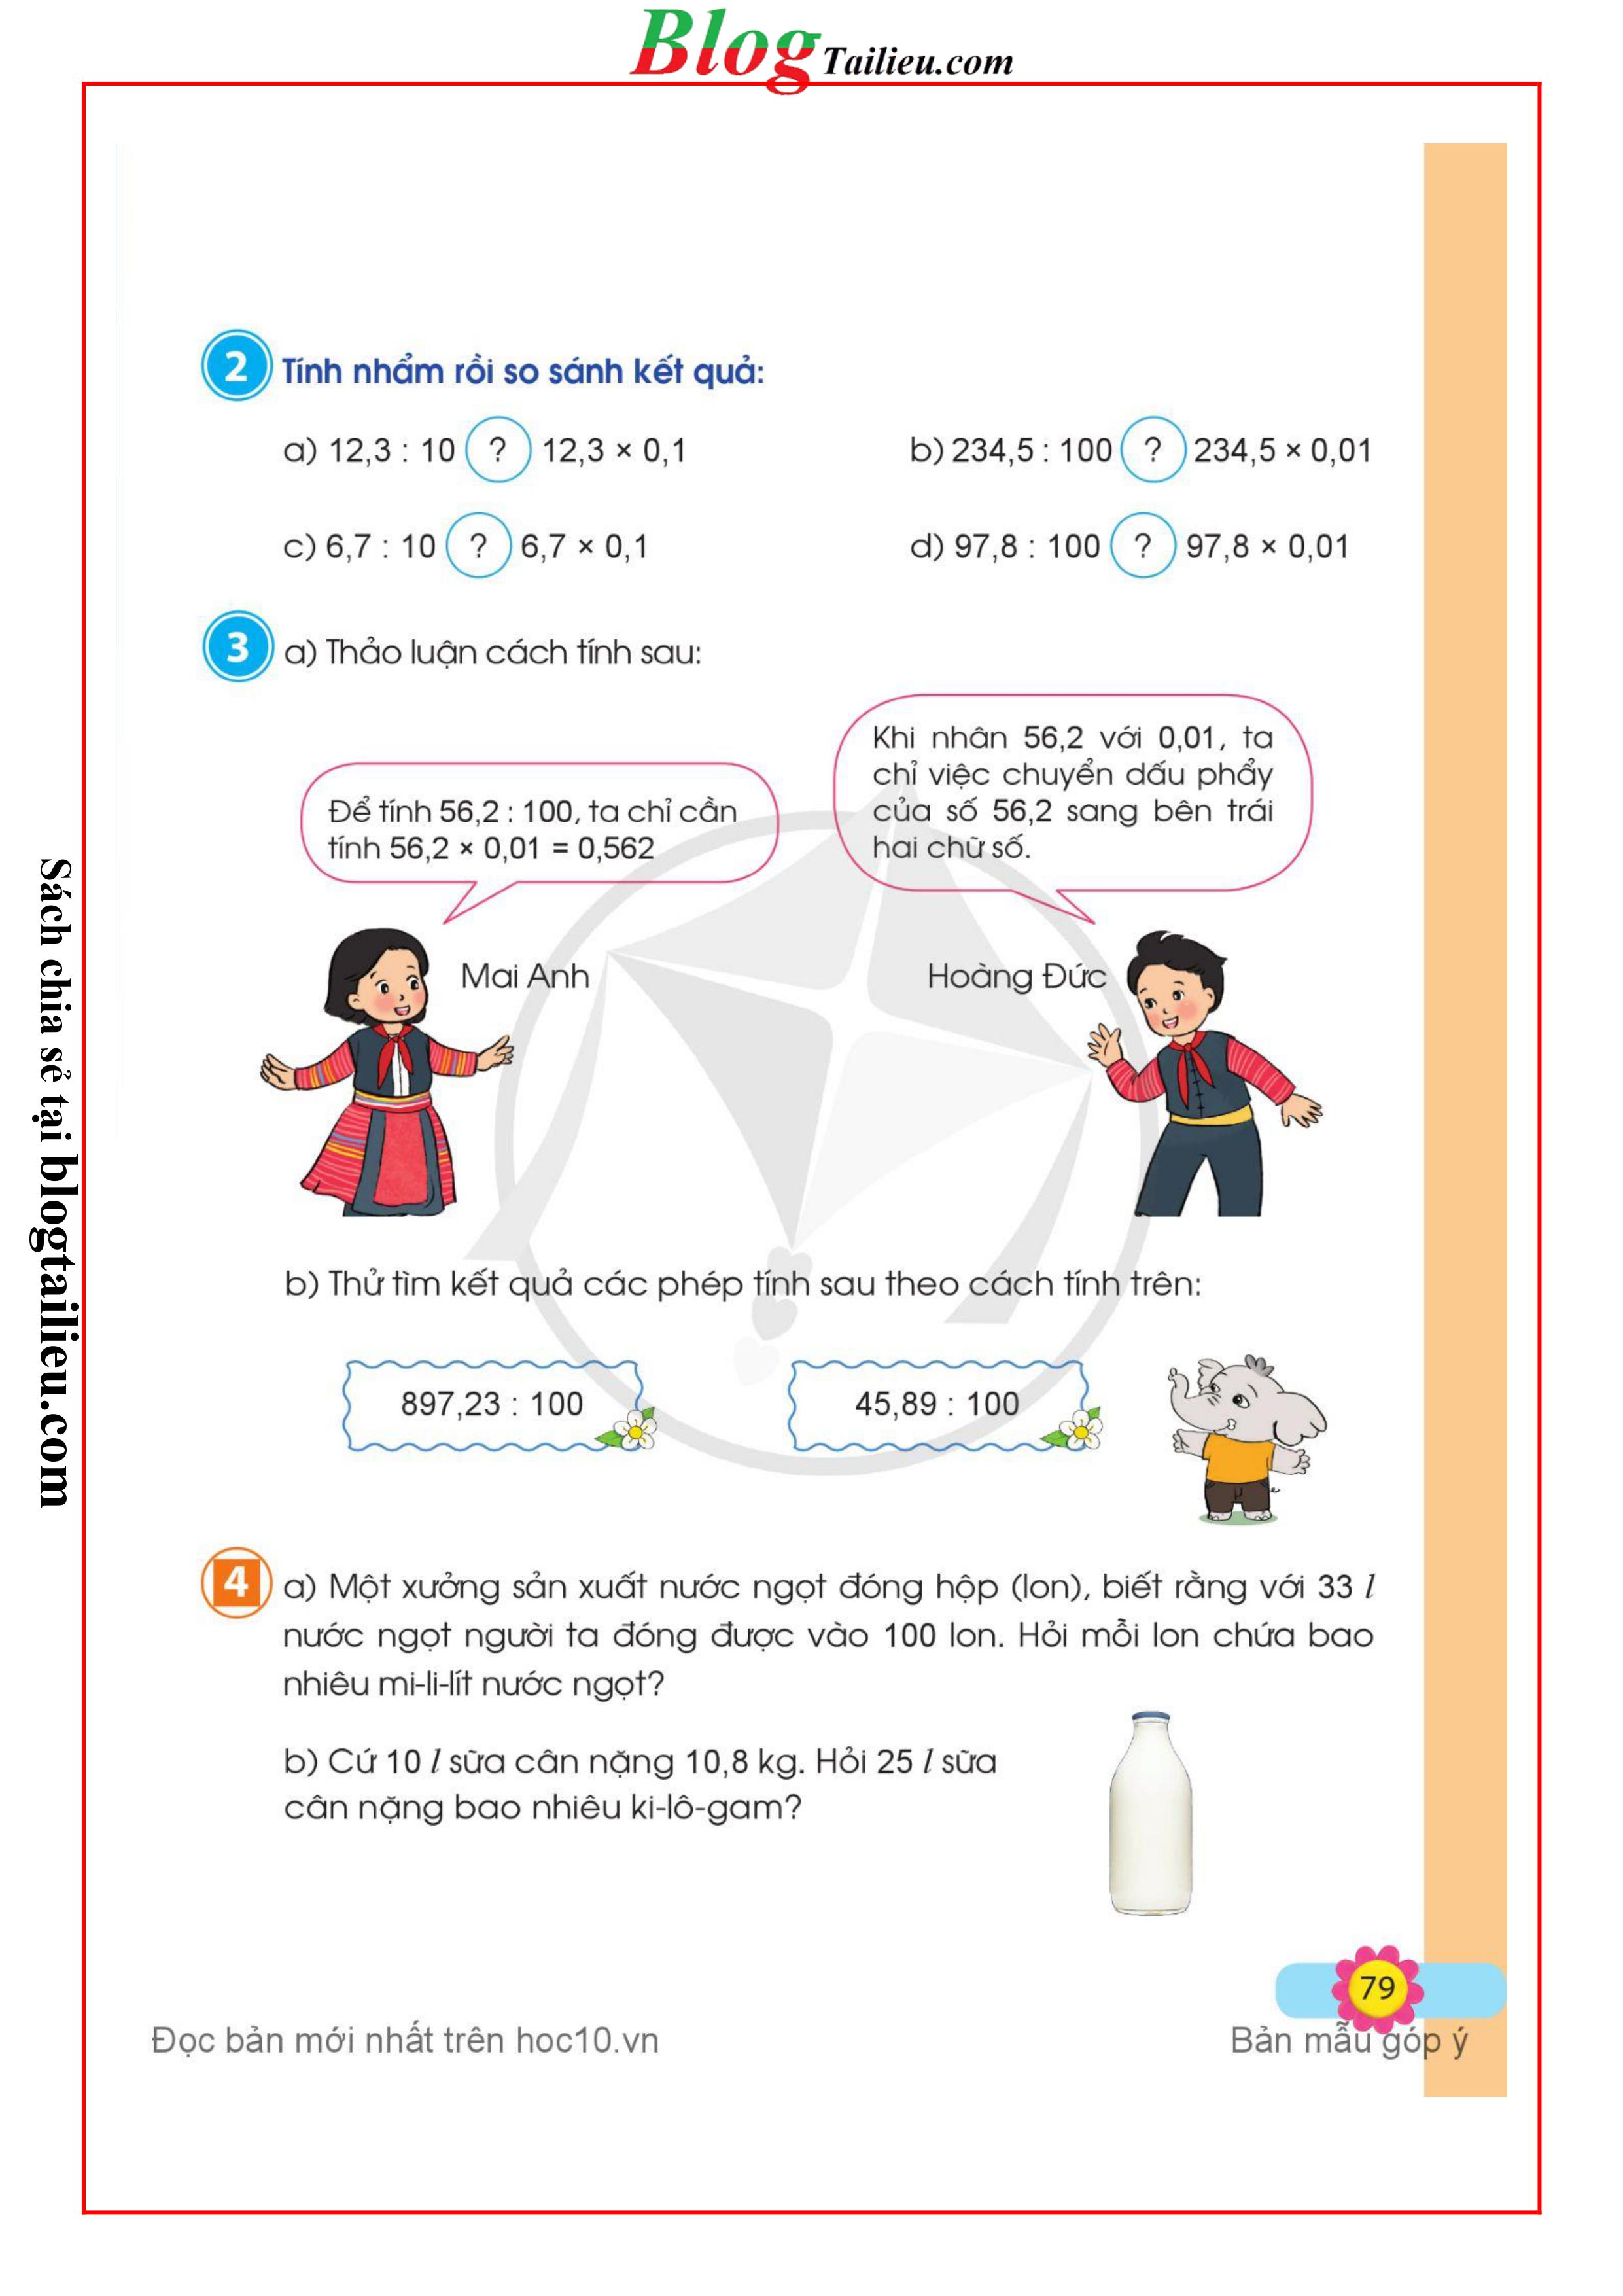 Blog Tailieu.com
2 Tính nhẩm rồi so sánh kết quả:
a) 12,3 : 10 ? 12,3 × 0,1
b) 234,5 : 100 ? 234,5 × 0,01
c) 6,7 : 10 ? 6,7 × 0,1
d) 97,8 : 100 ? 97,8 × 0,01
3 a) Thảo luận cách tính sau:
Để tính 56,2 : 100, ta chỉ cần
tính 56,2 × 0,01 = 0,562
Khi nhân 56,2 với 0,01, ta
chỉ việc chuyển dấu phẩy
của số 56,2 sang bên trái
hai chữ số.
Mai Anh
Hoàng Đức
b) Thử tìm kết quả các phép tính sau theo cách tính trên:
897,23 : 100
45,89 : 100
4 a) Một xưởng sản xuất nước ngọt đóng hộp (lon), biết rằng với 33 l
nước ngọt người ta đóng được vào 100 lon. Hỏi mỗi lon chứa bao
nhiêu mi-li-lít nước ngọt?
b) Cứ 10 l sữa cân nặng 10,8 kg. Hỏi 25 l sữa
cân nặng bao nhiêu ki-lô-gam?
79
Đọc bản mới nhất trên hoc10.vn
Bản mẫu góp ý
Sách chia sẻ tại blogtailieu.com